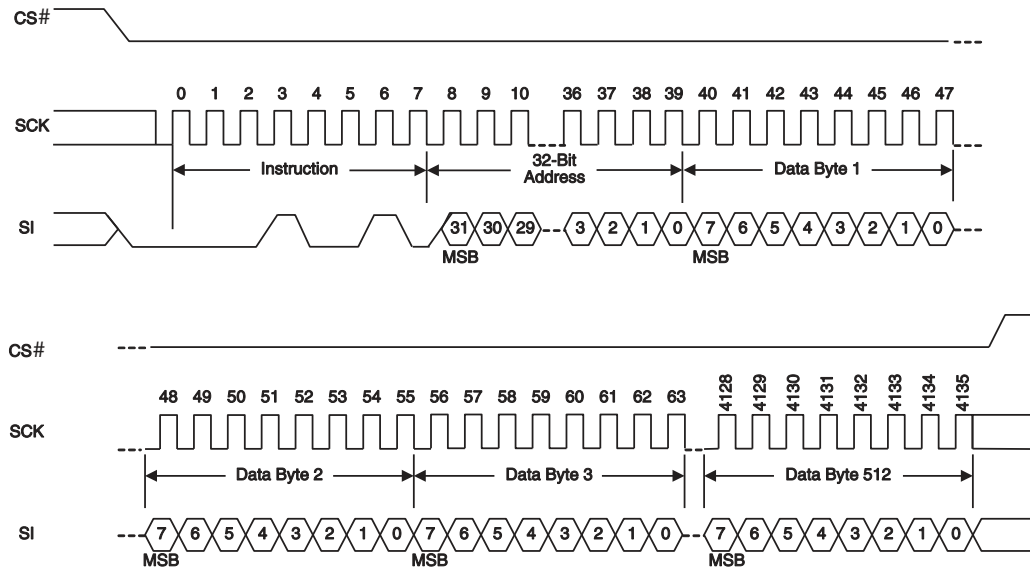 CS#
0 1 2 3 4 5 6 7 8 9 10 36 37 38 39 40 41 42 43 44 45 46 47
SCK
Instruction 32-Bit Address Data Byte 1
SI 31 30 29 3 2 1 0 7 6 5 4 3 2 1 0
MSB MSB
CS#
48 49 50 51 52 53 54 55 56 57 58 59 60 61 62 63 4128 4129 4130 4131 4132 4133 4134 4135
SCK
Data Byte 2 Data Byte 3 Data Byte 512
SI 7 6 5 4 3 2 1 0 7 6 5 4 3 2 1 0 7 6 5 4 3 2 1 0
MSB MSB MSB